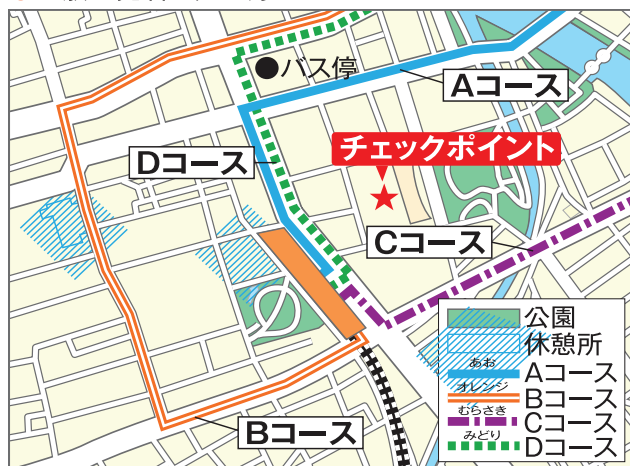 バス停
Aコース
チェックポイント
Dコース
Cコース
Bコース
公園
休憩所
あお
Aコース
オレンジ
Bコース
むらさき
Cコース
みどり
Dコース